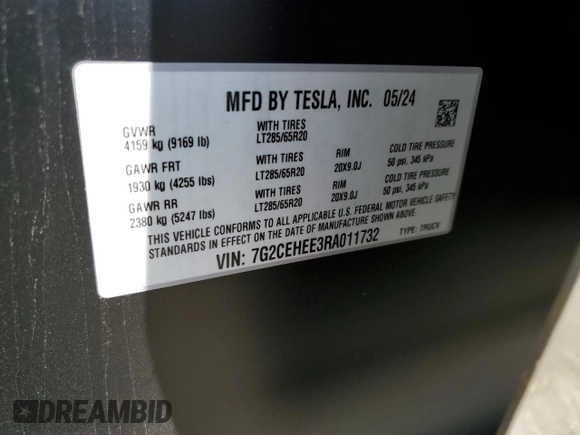 MFD BY TESLA, INC. 05/24
GVWR
4159 kg (9169 lb)
WITH TIRES
LT285/65R20
GAWR FRT
1930 kg (4255 lbs)
WITH TIRES
LT285/65R20
RIM
20X9.0J
COLD TIRE PRESSURE
50 psi, 345 kPa
GAWR RR
2380 kg (5247 lbs)
WITH TIRES
LT285/65R20
RIM
20X9.0J
COLD TIRE PRESSURE
50 psi, 345 kPa
THIS VEHICLE CONFORMS TO ALL APPLICABLE U.S. FEDERAL MOTOR VEHICLE SAFETY
STANDARDS IN EFFECT ON THE DATE OF MANUFACTURE SHOWN ABOVE.
VIN: 7G2CEHEE3RA011732
TYPE: TRUCK
DREAMBID